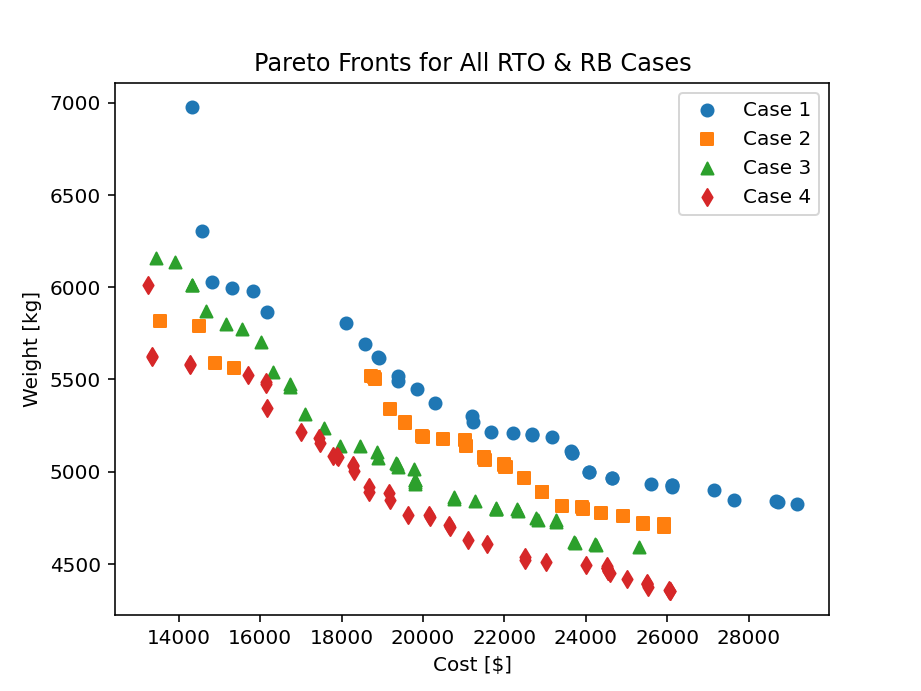 Pareto Fronts for All RTO & RB Cases
7000
6500
6000
5500
5000
4500
Weight [kg]
Case 1
Case 2
Case 3
Case 4
14000 16000 18000 20000 22000 24000 26000 28000
Cost [$]